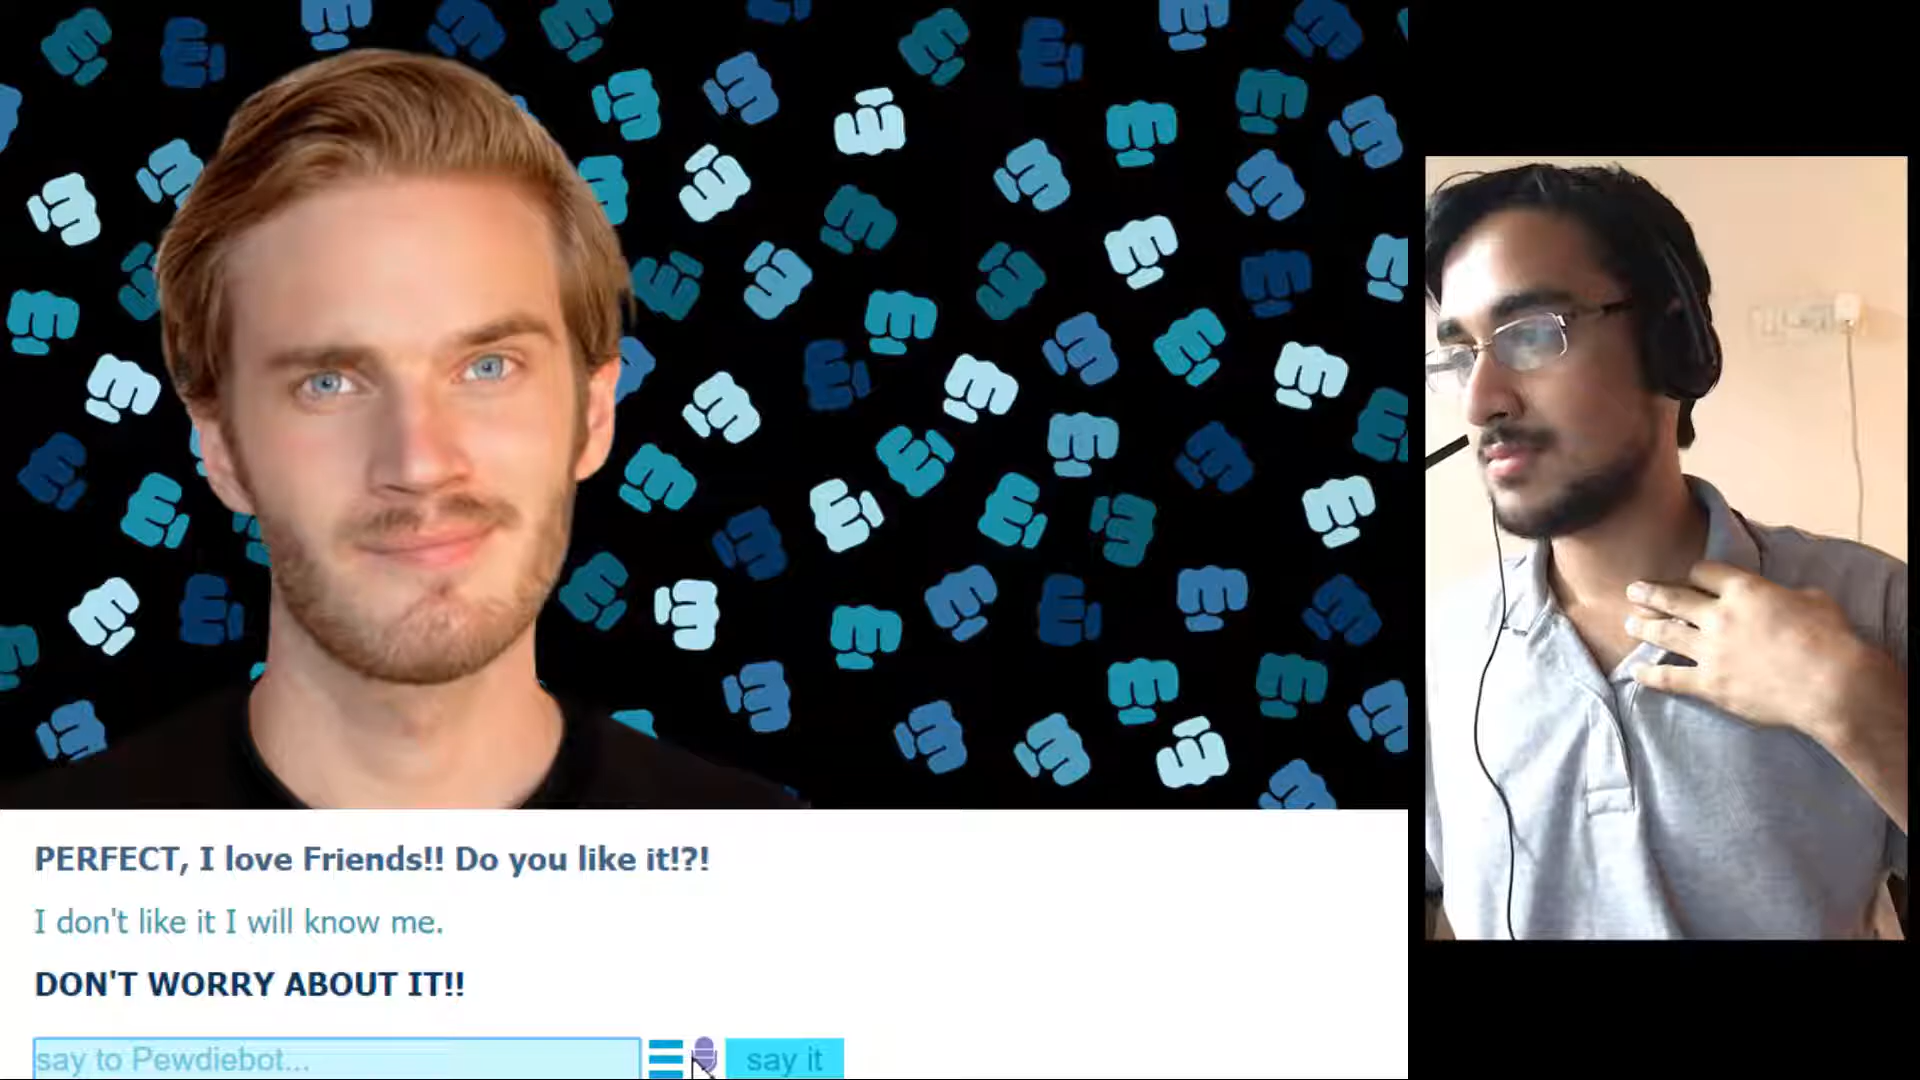 PERFECT, I love Friends!! Do you like it!?!
I don't like it I will know me.
DON'T WORRY ABOUT IT!!
say to Pewdiebot...
say it